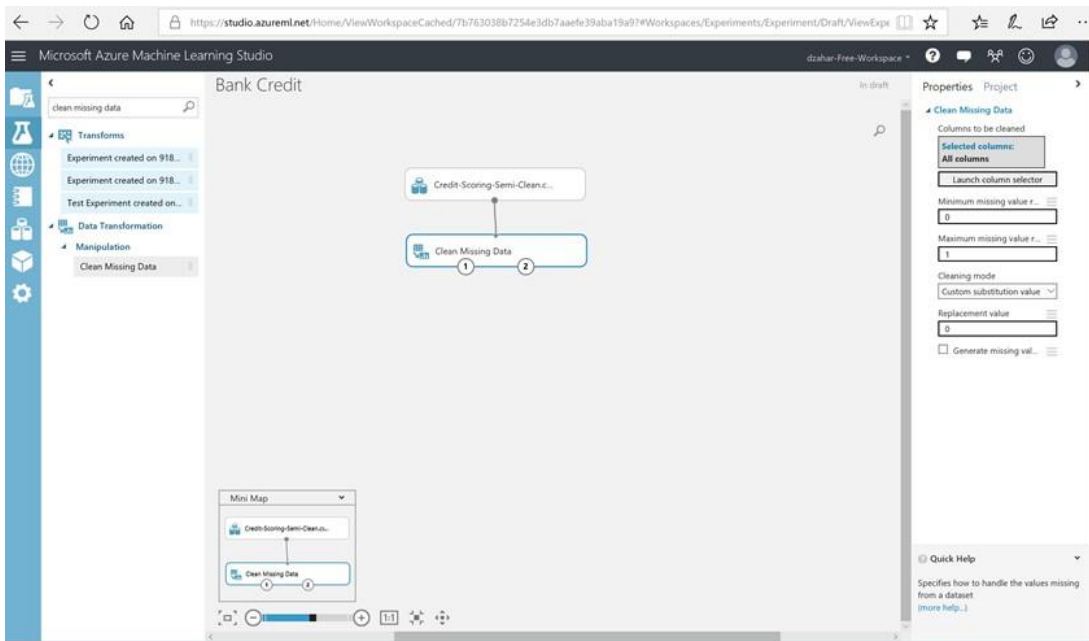 https://studio.azureml.net/Home/ViewWorkspaceCached/7b763038b7254e3db7aaefe39aba19a9?#Workspaces/Experiments/Experiment/Draft/ViewExpe
Microsoft Azure Machine Learning Studio
dzahar-Free-Workspace
clean missing data
Transforms
Experiment created on 918...
Experiment created on 918...
Test Experiment created on...
Data Transformation
Manipulation
Clean Missing Data
Bank Credit
In draft
Credit-Scoring-Semi-Clean.c...
Clean Missing Data
1 2
Mini Map
Credit-Scoring-Semi-Clean.cs...
Clean Missing Data
1 2
1:1
Properties Project
Clean Missing Data
Columns to be cleaned
Selected columns:
All columns
Launch column selector
Minimum missing value r...
0
Maximum missing value r...
1
Cleaning mode
Custom substitution value
Replacement value
0
Generate missing val...
Quick Help
Specifies how to handle the values missing
from a dataset
(more help...)